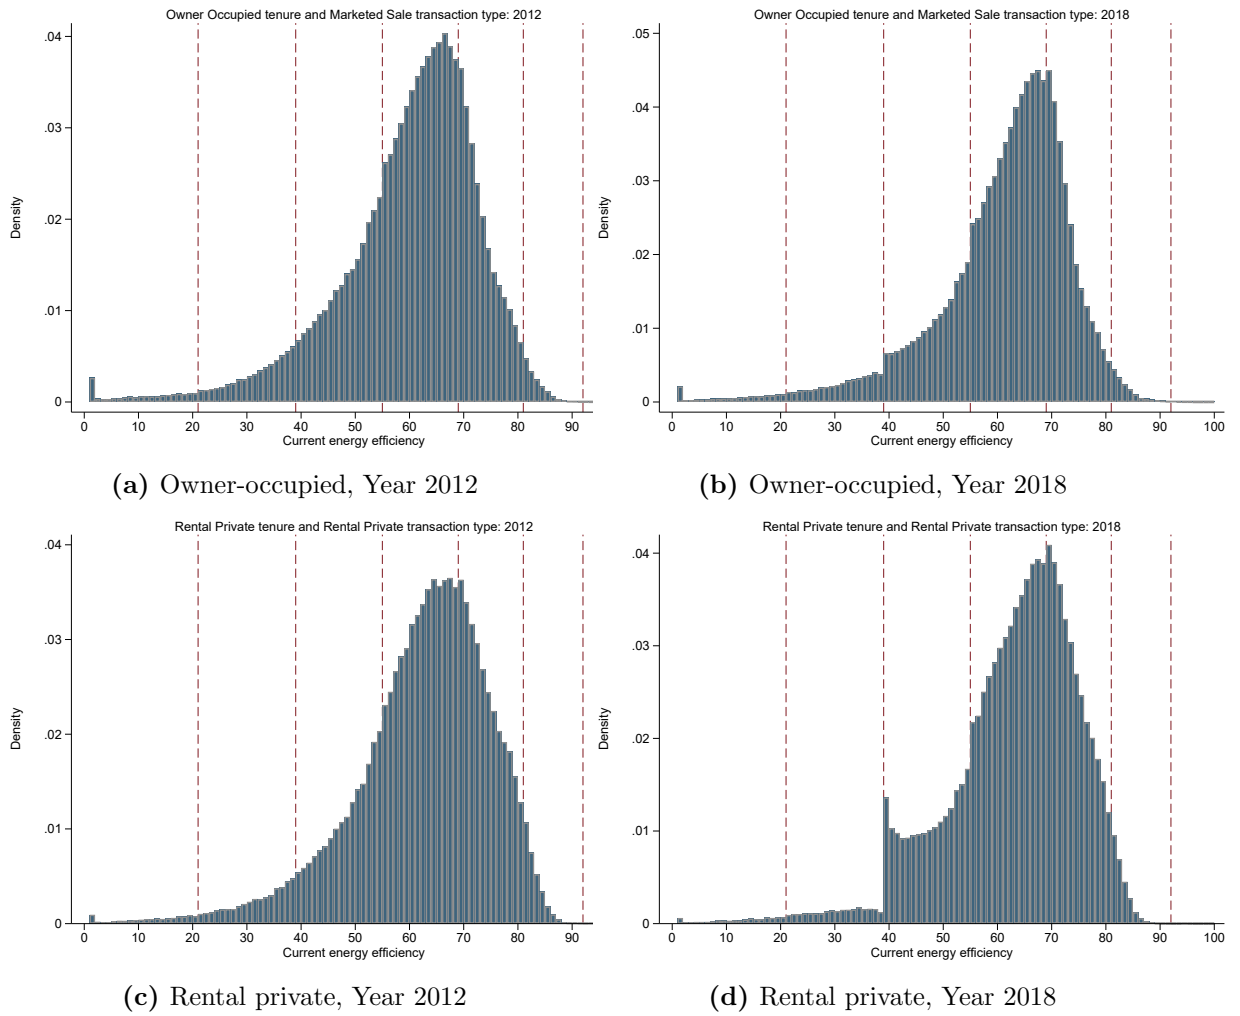 Owner Occupied tenure and Marketed Sale transaction type: 2012
.04
.03
.02
.01
0
Density
0 10 20 30 40 50 60 70 80 90
Current energy efficiency
(a) Owner-occupied, Year 2012
Owner Occupied tenure and Marketed Sale transaction type: 2018
.05
.04
.03
.02
.01
0
Density
0 10 20 30 40 50 60 70 80 90 100
Current energy efficiency
(b) Owner-occupied, Year 2018
Rental Private tenure and Rental Private transaction type: 2012
.04
.03
.02
.01
0
Density
0 10 20 30 40 50 60 70 80 90
Current energy efficiency
(c) Rental private, Year 2012
Rental Private tenure and Rental Private transaction type: 2018
.04
.03
.02
.01
0
Density
0 10 20 30 40 50 60 70 80 90 100
Current energy efficiency
(d) Rental private, Year 2018